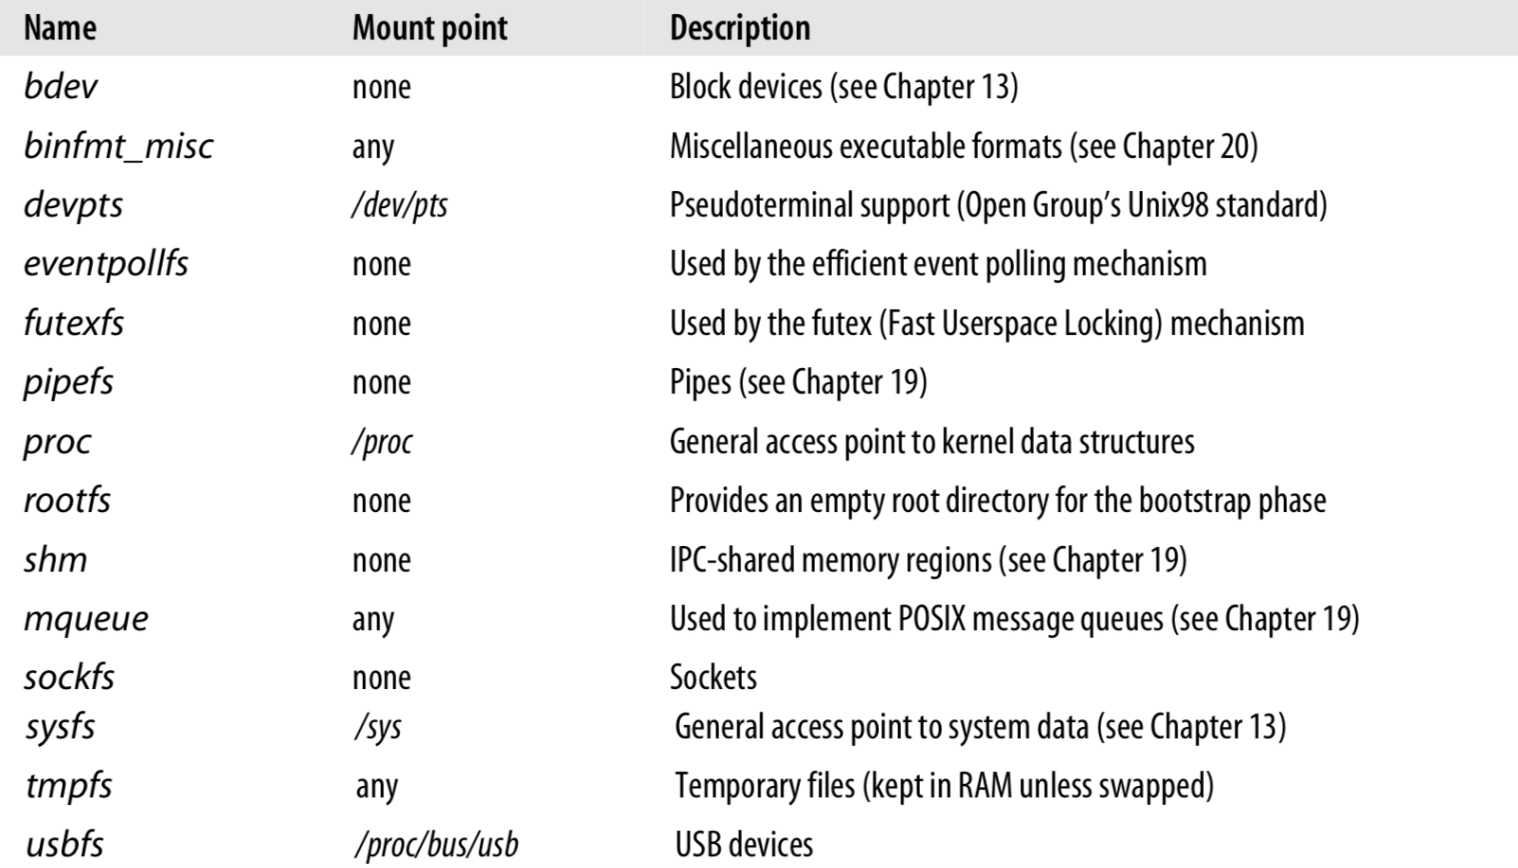 Name Mount point Description
bdev none Block devices (see Chapter 13)
binfmt_misc any Miscellaneous executable formats (see Chapter 20)
devpts /dev/pts Pseudoterminal support (Open Group’s Unix98 standard)
eventpollfs none Used by the efficient event polling mechanism
futexfs none Used by the futex (Fast Userspace Locking) mechanism
pipefs none Pipes (see Chapter 19)
proc /proc General access point to kernel data structures
rootfs none Provides an empty root directory for the bootstrap phase
shm none IPC-shared memory regions (see Chapter 19)
mqueue any Used to implement POSIX message queues (see Chapter 19)
sockfs none Sockets
sysfs /sys General access point to system data (see Chapter 13)
tmpfs any Temporary files (kept in RAM unless swapped)
usbfs /proc/bus/usb USB devices